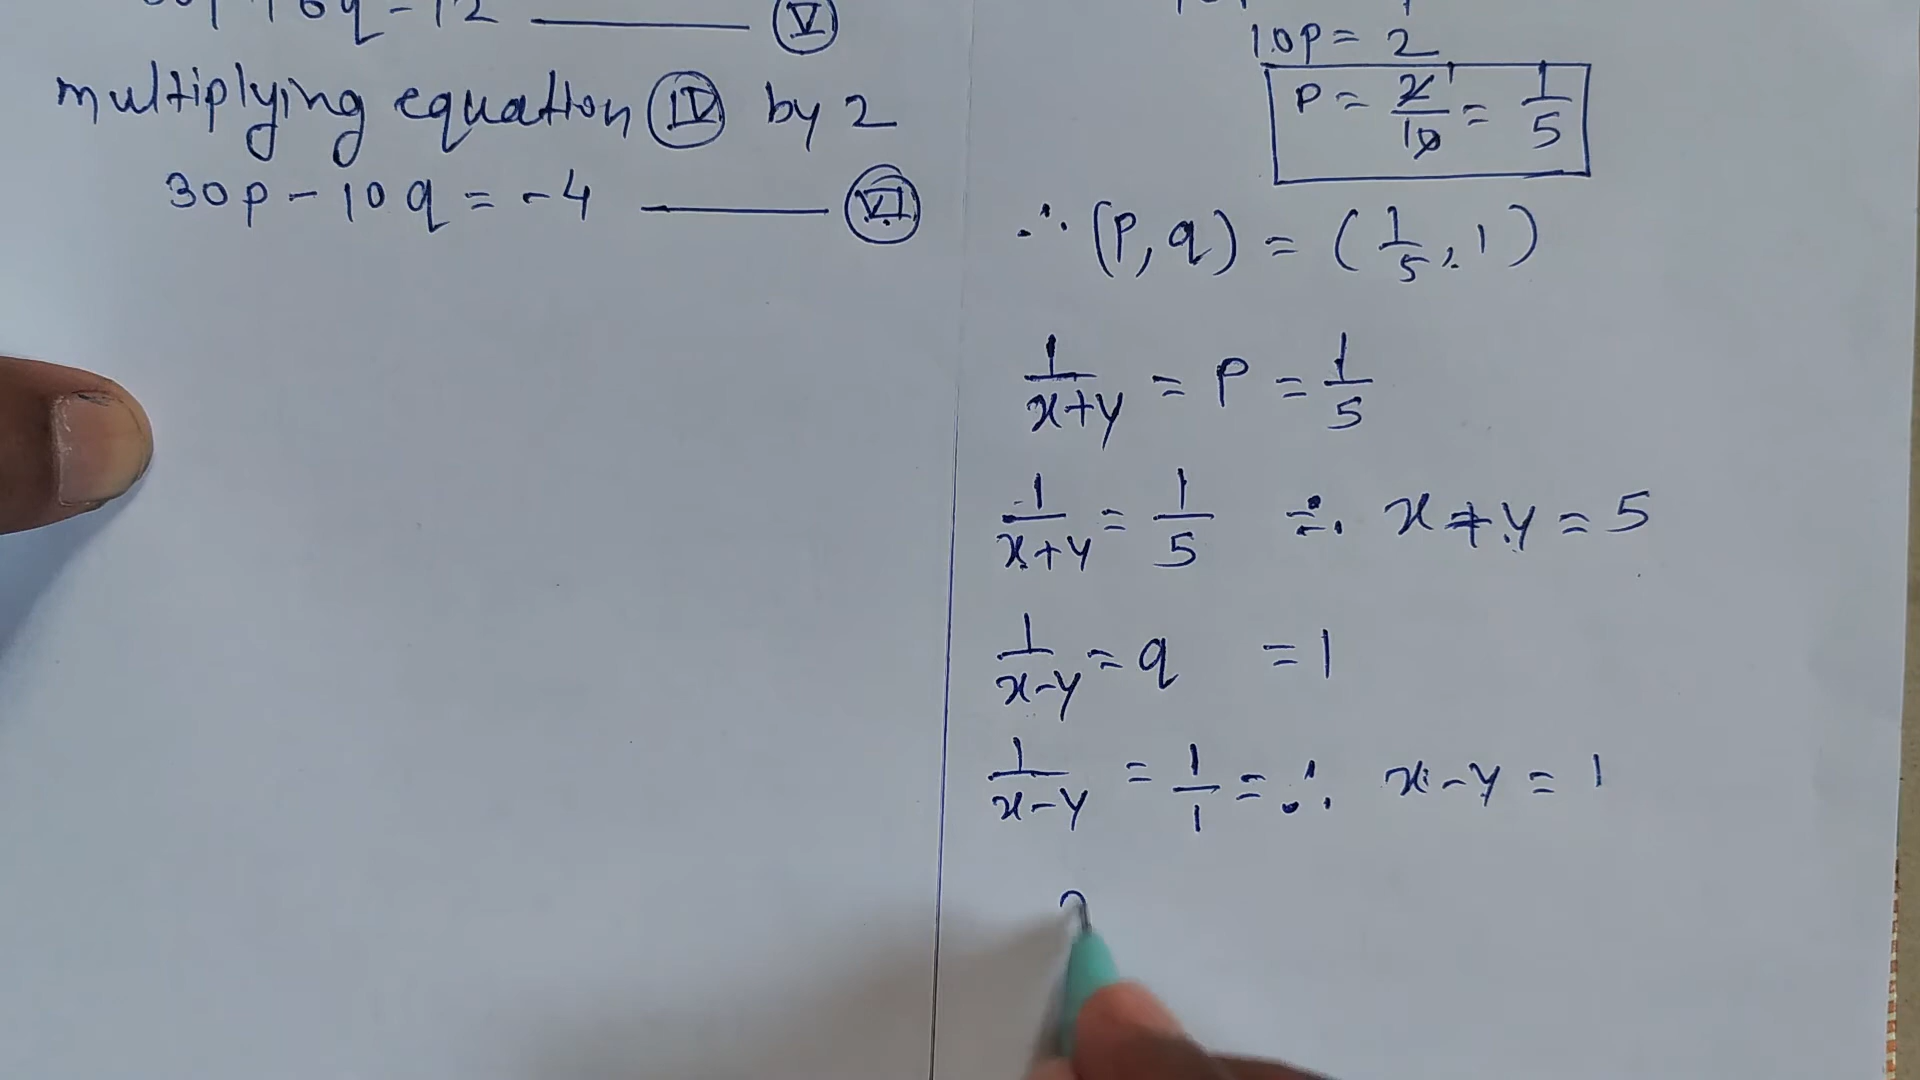 multiplying equation (IV) by 2
30p - 10q = -4 ——— (VI)
10p = 2
p = 2/10 = 1/5
∴ (p, q) = (1/5, 1)
1/(x+y) = p = 1/5
1/(x+y) = 1/5 ∴ x + y = 5
1/(x-y) = q = 1
1/(x-y) = 1/1 = ∴ x - y = 1